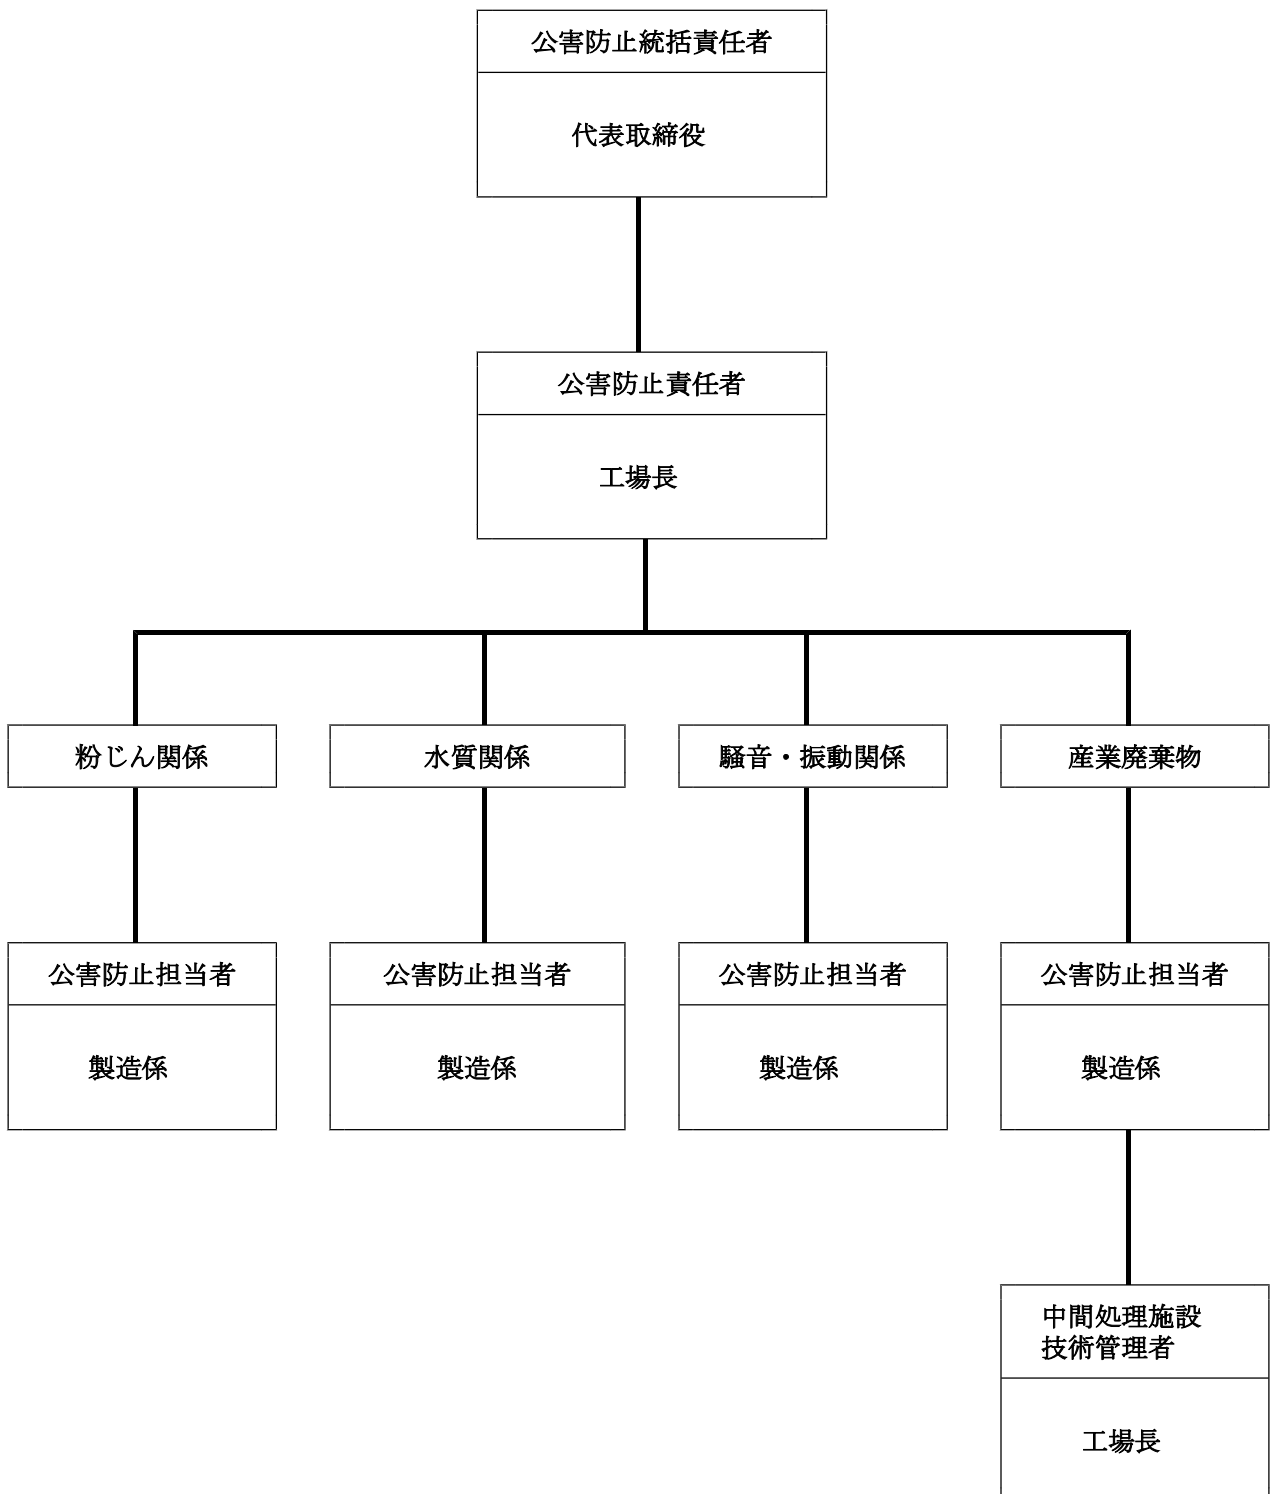 公害防止統括責任者
代表取締役
公害防止責任者
工場長
粉じん関係
水質関係
騒音・振動関係
産業廃棄物
公害防止担当者
製造係
公害防止担当者
製造係
公害防止担当者
製造係
公害防止担当者
製造係
中間処理施設
技術管理者
工場長